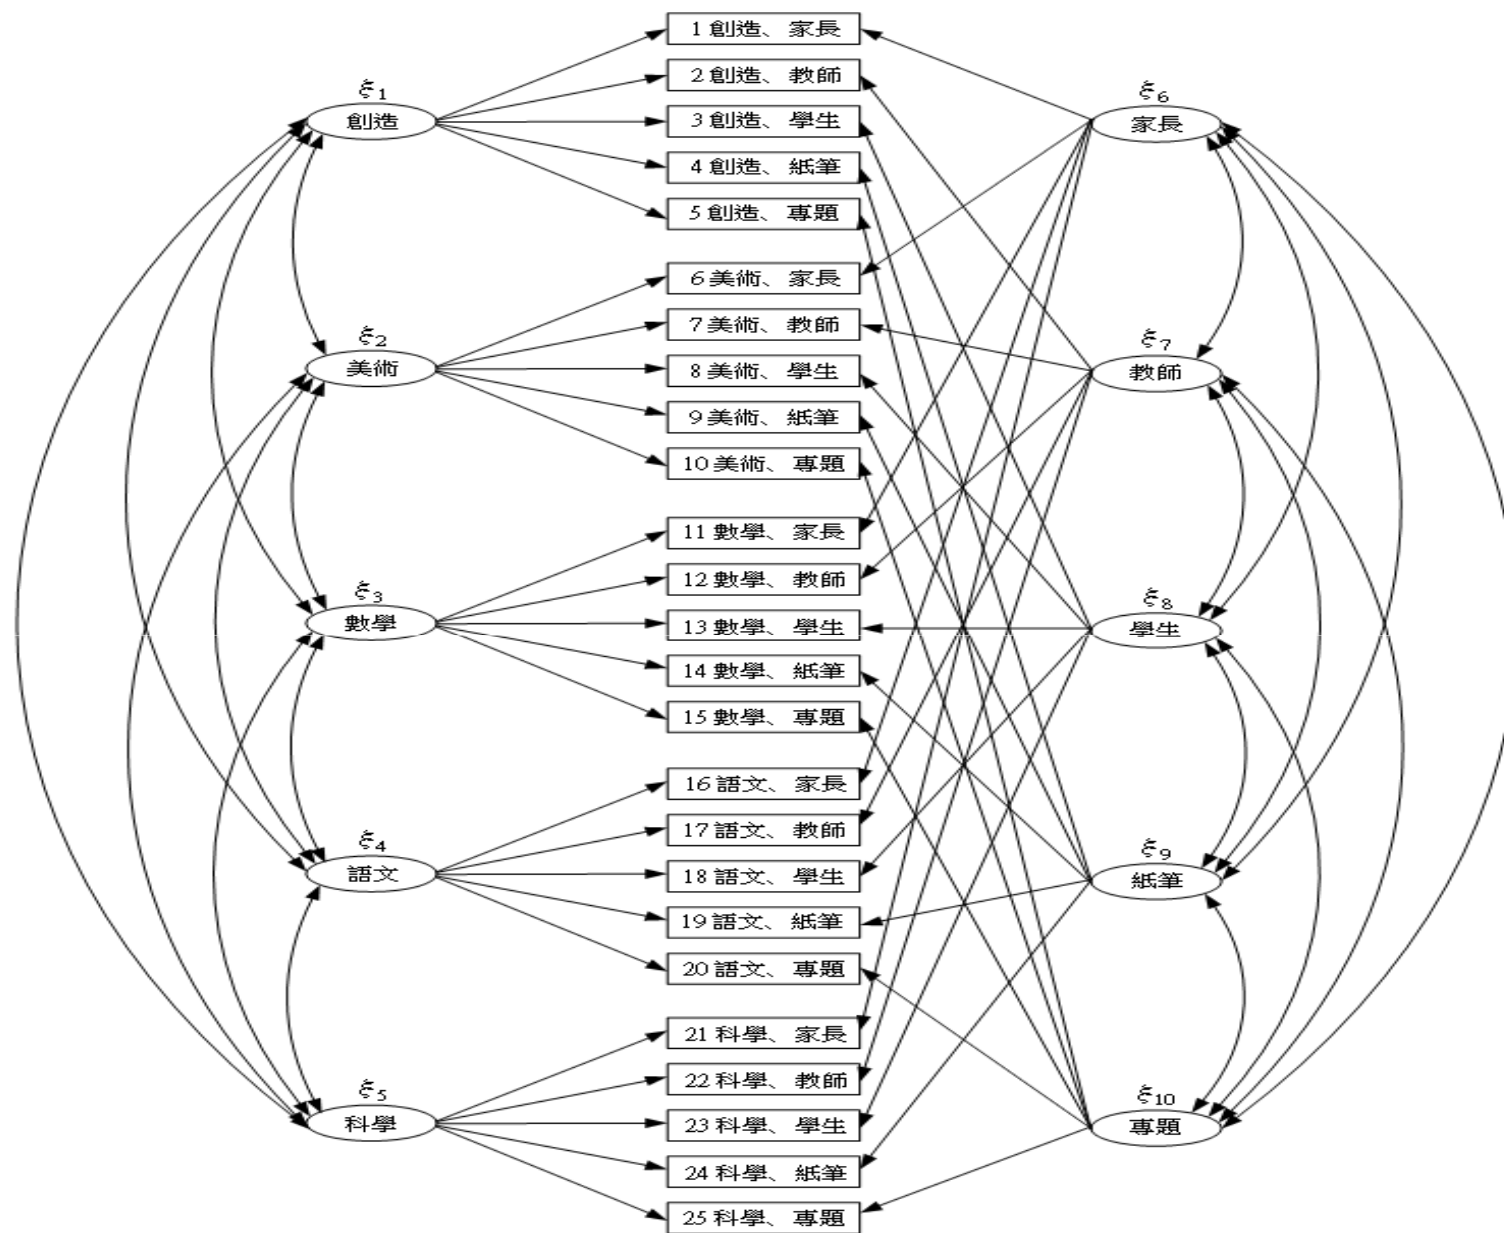 ξ1
創造
ξ2
美術
ξ3
數學
ξ4
語文
ξ5
科學
1 創造、家長
2 創造、教師
3 創造、學生
4 創造、紙筆
5 創造、專題
6 美術、家長
7 美術、教師
8 美術、學生
9 美術、紙筆
10 美術、專題
11 數學、家長
12 數學、教師
13 數學、學生
14 數學、紙筆
15 數學、專題
16 語文、家長
17 語文、教師
18 語文、學生
19 語文、紙筆
20 語文、專題
21 科學、家長
22 科學、教師
23 科學、學生
24 科學、紙筆
25 科學、專題
ξ6
家長
ξ7
教師
ξ8
學生
ξ9
紙筆
ξ10
專題